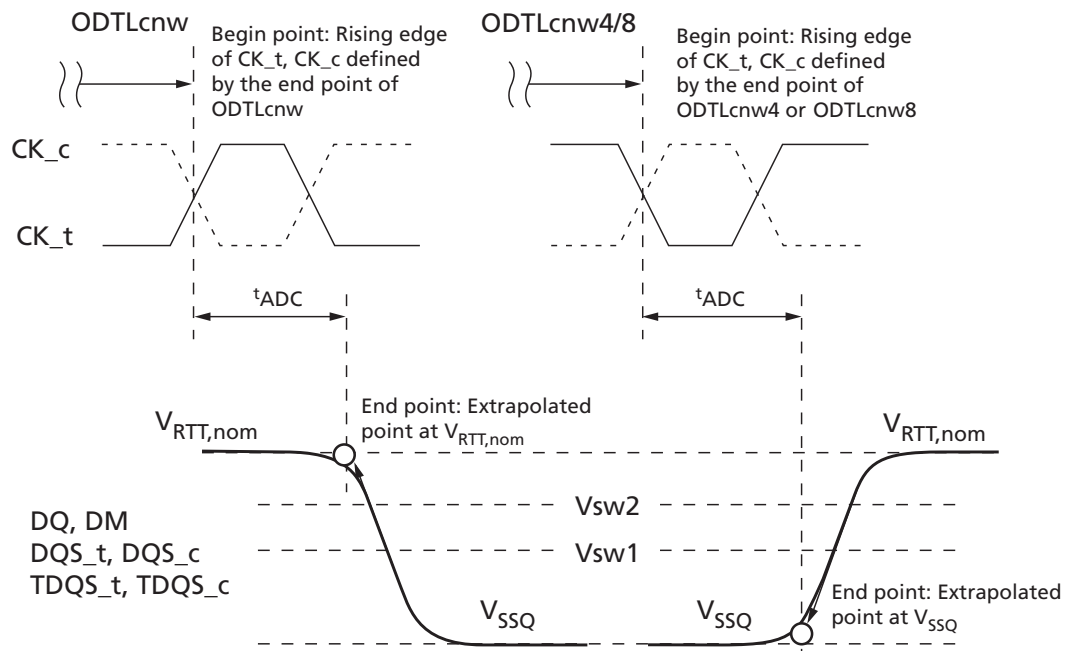 ODTLcnw
Begin point: Rising edge
of CK_t, CK_c defined
by the end point of
ODTLcnw
ODTLcnw4/8
Begin point: Rising edge
of CK_t, CK_c defined
by the end point of
ODTLcnw4 or ODTLcnw8
CK_c
CK_t
tADC
tADC
VRTT,nom
End point: Extrapolated
point at VRTT,nom
VRTT,nom
Vsw2
Vsw1
DQ, DM
DQS_t, DQS_c
TDQS_t, TDQS_c
VSSQ
VSSQ
End point: Extrapolated
point at VSSQ